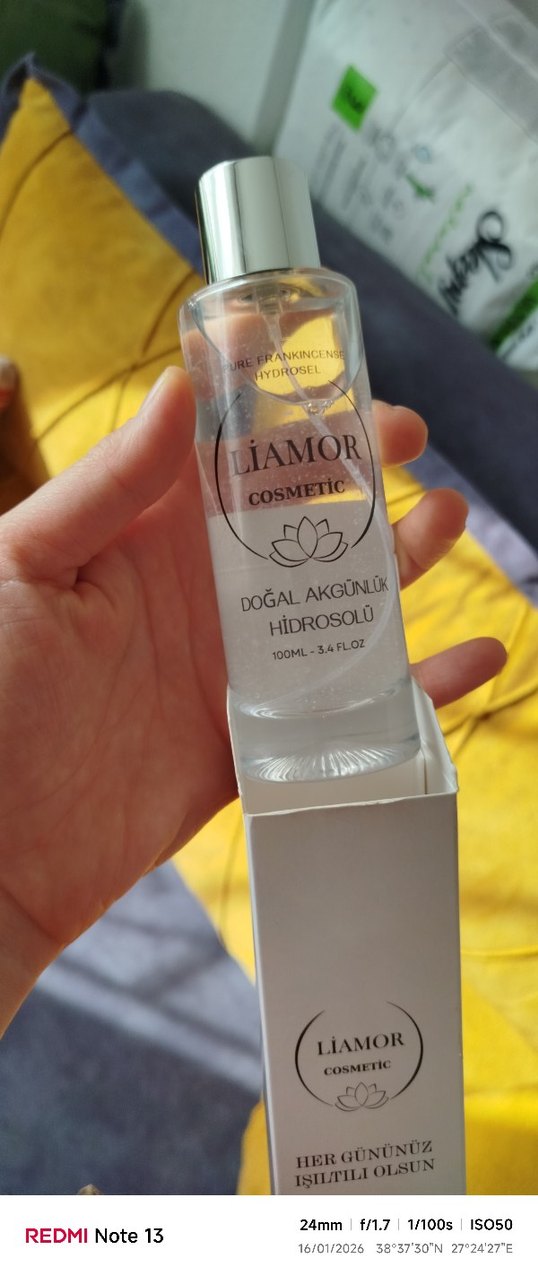 PURE FRANKINCENSE
HYDROSEL
LİAMOR
COSMETİC
DOĞAL AKGÜNLÜK
HİDROSOLÜ
100ML - 3.4 FL.OZ
LİAMOR
COSMETİC
HER GÜNÜNÜZ
IŞILTILI OLSUN
REDMI Note 13
24mm | f/1.7 | 1/100s | ISO50
16/01/2026 38°37'30"N 27°24'27"E